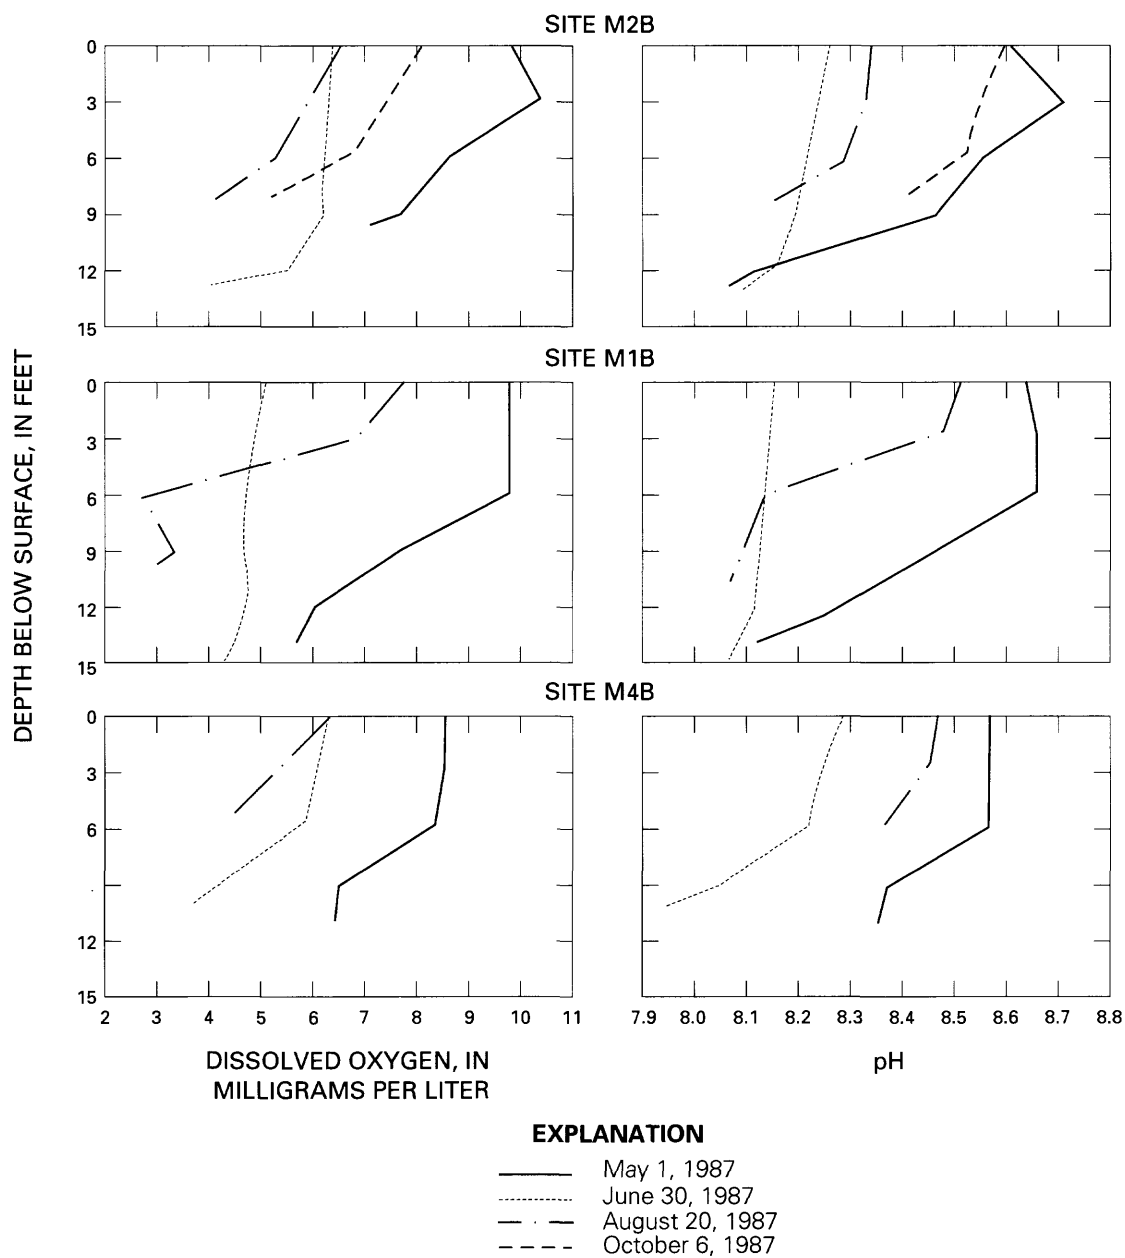 SITE M2B
0
3
6
9
12
15
SITE M1B
0
3
6
9
12
15
SITE M4B
0
3
6
12
15
2 3 4 5 6 7 8 9 10 11
7.9 8.0 8.1 8.2 8.3 8.4 8.5 8.6 8.7 8.8
DEPTH BELOW SURFACE, IN FEET
DISSOLVED OXYGEN, IN
MILLIGRAMS PER LITER
pH
EXPLANATION
May 1, 1987
June 30, 1987
August 20, 1987
October 6, 1987